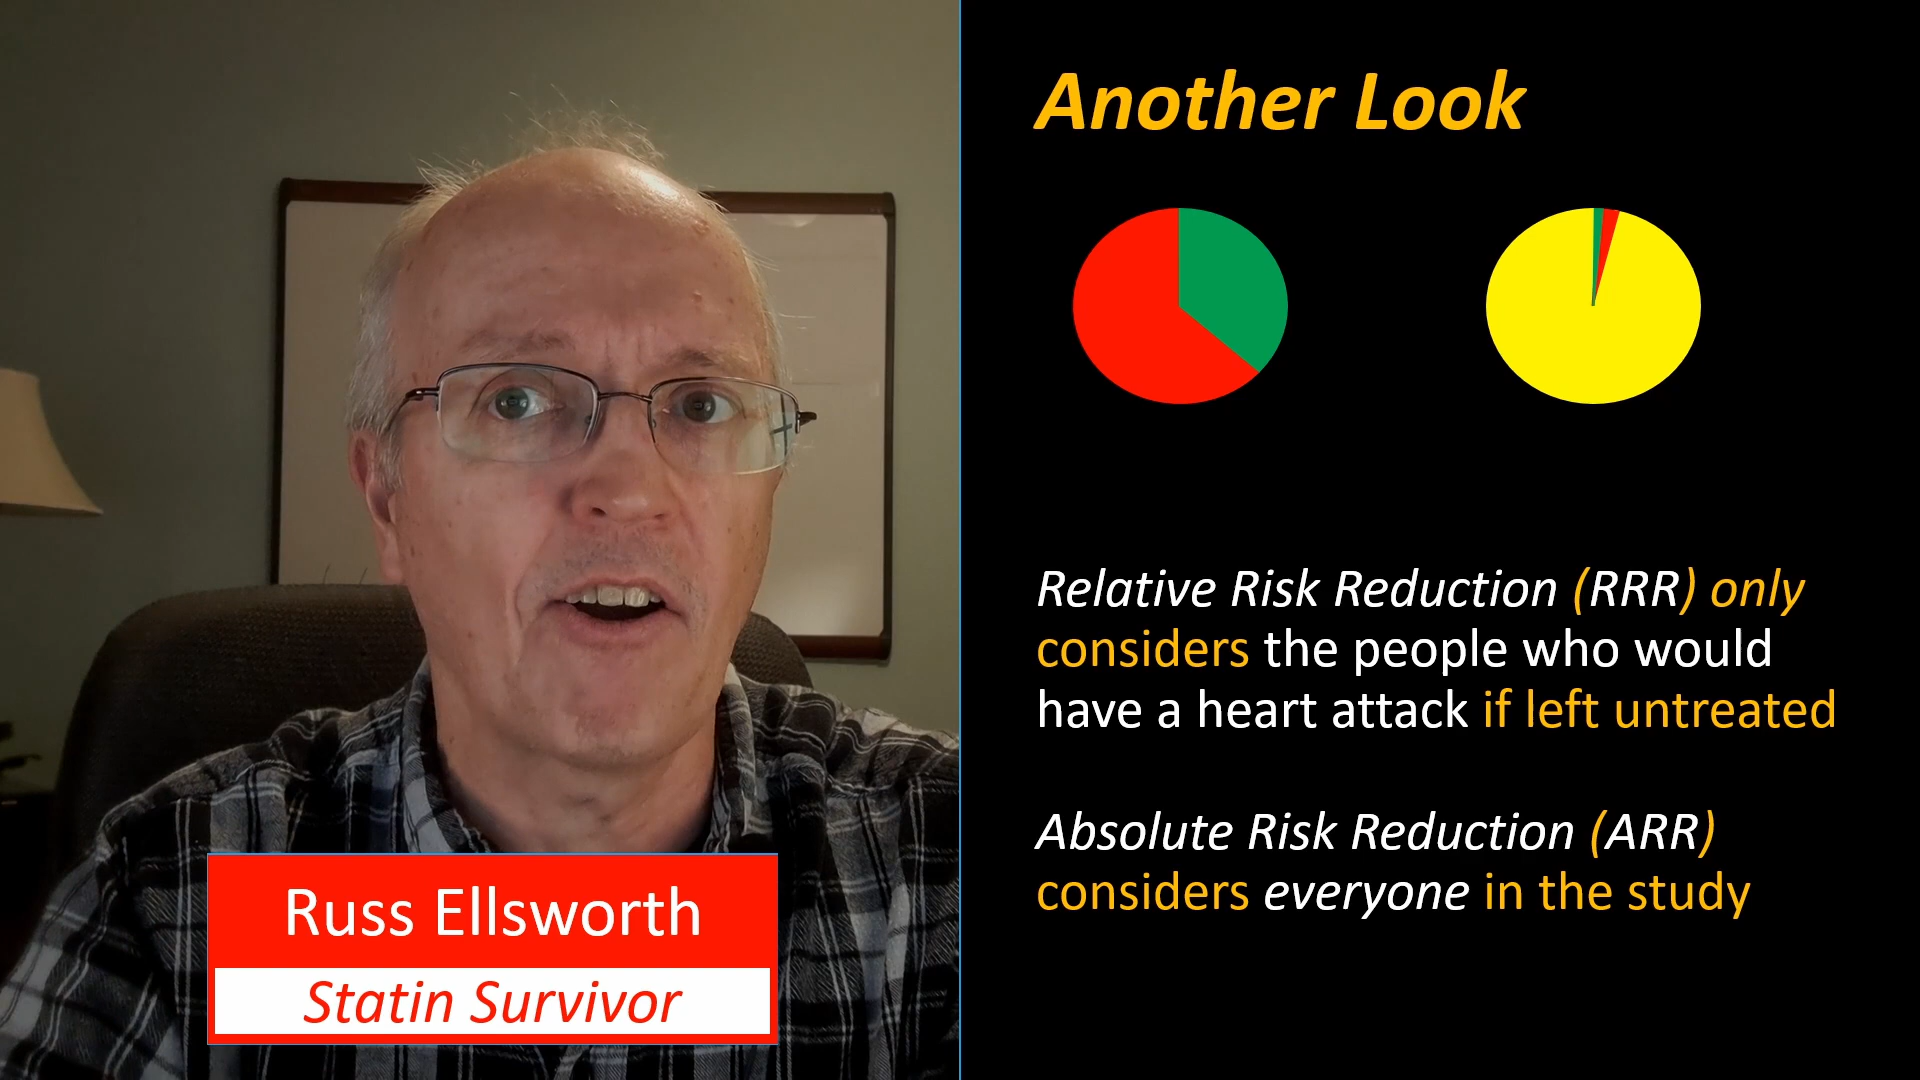 Another Look
Relative Risk Reduction (RRR) only
considers the people who would
have a heart attack if left untreated
Absolute Risk Reduction (ARR)
considers everyone in the study
Russ Ellsworth
Statin Survivor